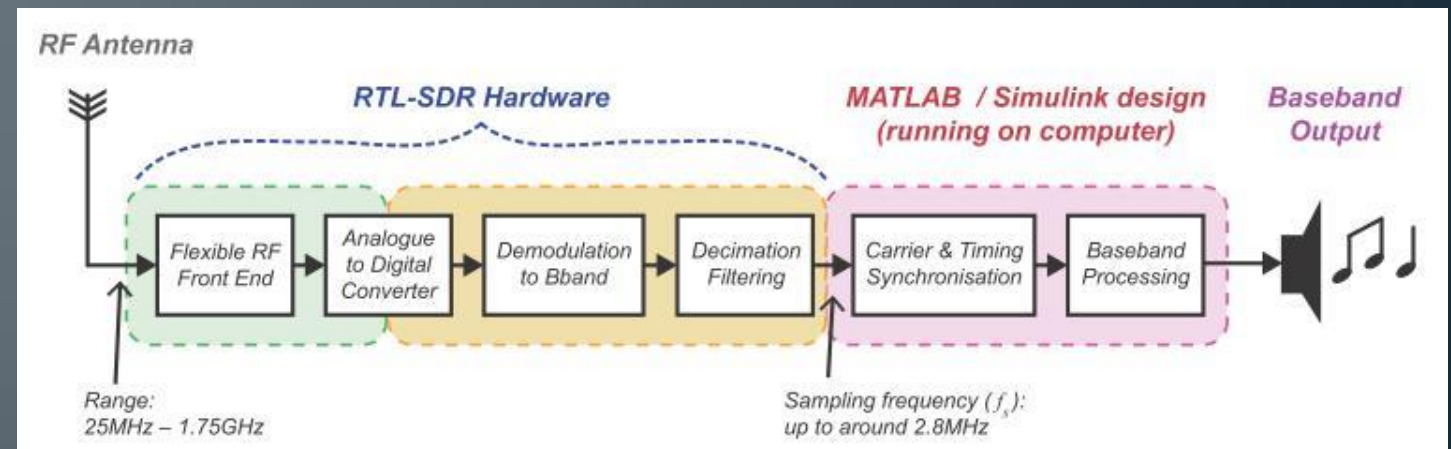 RF Antenna
RTL-SDR Hardware
MATLAB / Simulink design
(running on computer)
Baseband
Output
Flexible RF
Front End
Analogue
to Digital
Converter
Demodulation
to Bband
Decimation
Filtering
Carrier & Timing
Synchronisation
Baseband
Processing
Range:
25MHz – 1.75GHz
Sampling frequency (fs):
up to around 2.8MHz